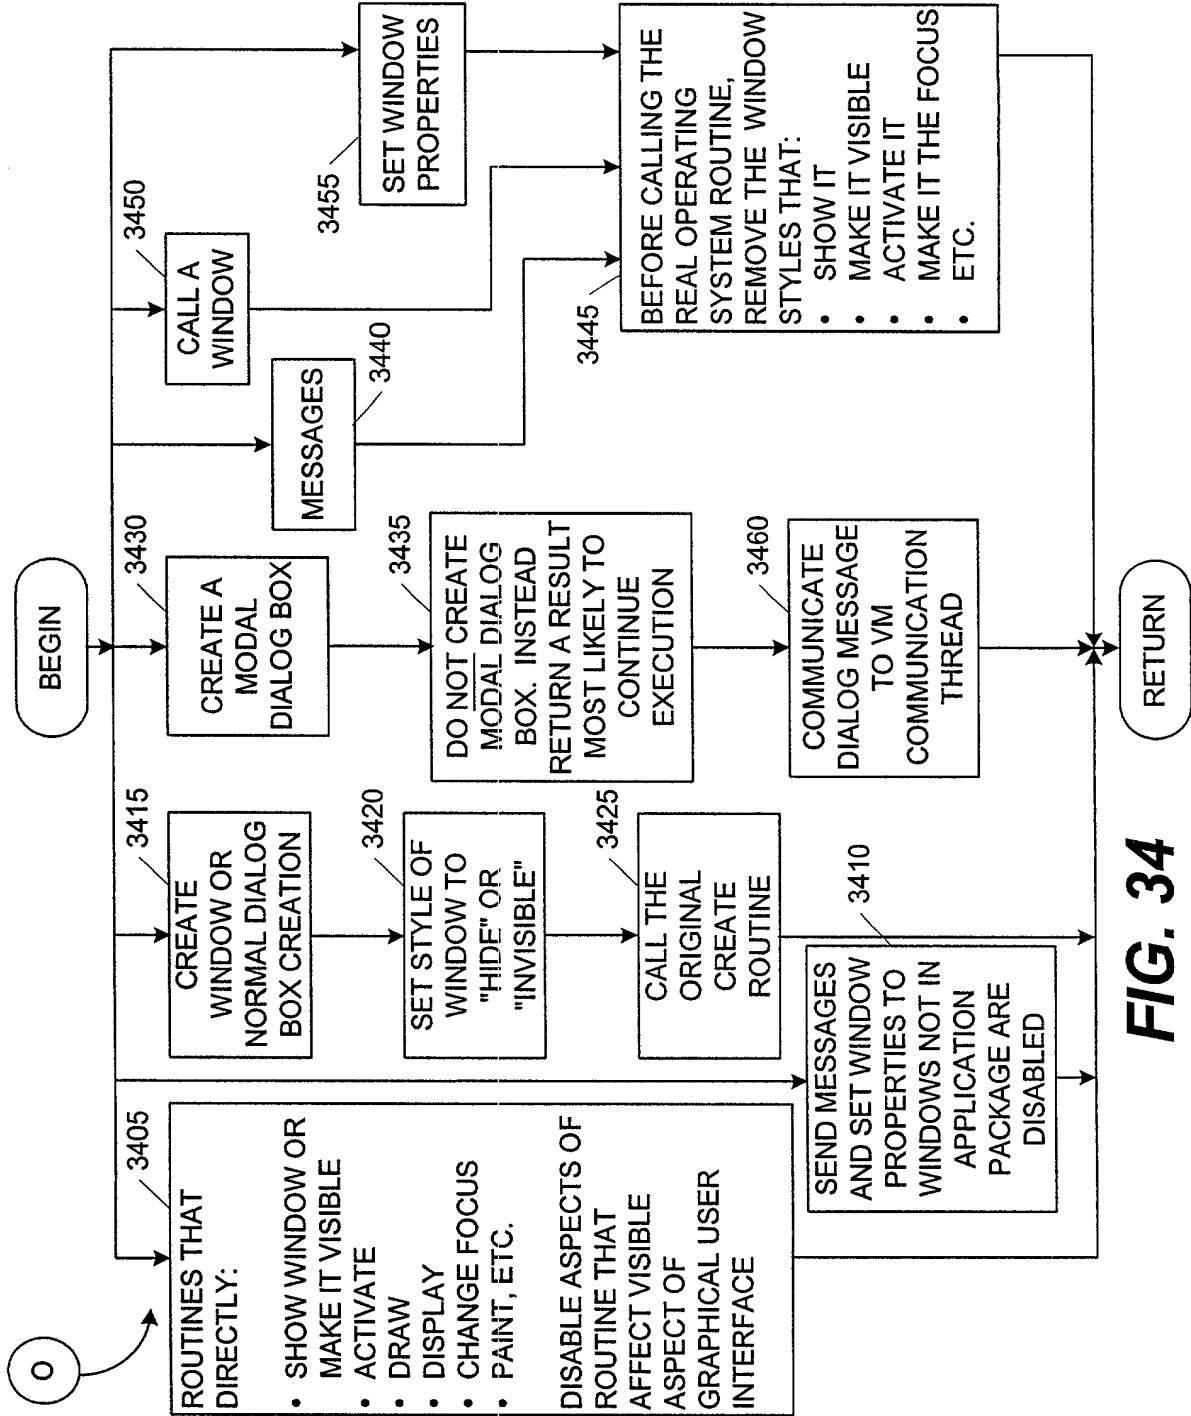 O
BEGIN
3405
ROUTINES THAT
DIRECTLY:
• SHOW WINDOW OR
MAKE IT VISIBLE
• ACTIVATE
• DRAW
• DISPLAY
• CHANGE FOCUS
• PAINT, ETC.
DISABLE ASPECTS OF
ROUTINE THAT
AFFECT VISIBLE
ASPECT OF
GRAPHICAL USER
INTERFACE
3410
SEND MESSAGES
AND SET WINDOW
PROPERTIES TO
WINDOWS NOT IN
APPLICATION
PACKAGE ARE
DISABLED
3415
CREATE
WINDOW OR
NORMAL DIALOG
BOX CREATION
3420
SET STYLE OF
WINDOW TO
"HIDE" OR
"INVISIBLE"
3425
CALL THE
ORIGINAL
CREATE
ROUTINE
3430
CREATE A
MODAL
DIALOG BOX
3435
DO NOT CREATE
MODAL DIALOG
BOX. INSTEAD
RETURN A RESULT
MOST LIKELY TO
CONTINUE
EXECUTION
3460
COMMUNICATE
DIALOG MESSAGE
TO VM
COMMUNICATION
THREAD
MESSAGES
3440
3450
CALL A
WINDOW
3455
SET WINDOW
PROPERTIES
3445
BEFORE CALLING THE
REAL OPERATING
SYSTEM ROUTINE,
REMOVE THE WINDOW
STYLES THAT:
• SHOW IT
• MAKE IT VISIBLE
• ACTIVATE IT
• MAKE IT THE FOCUS
• ETC.
RETURN
FIG. 34